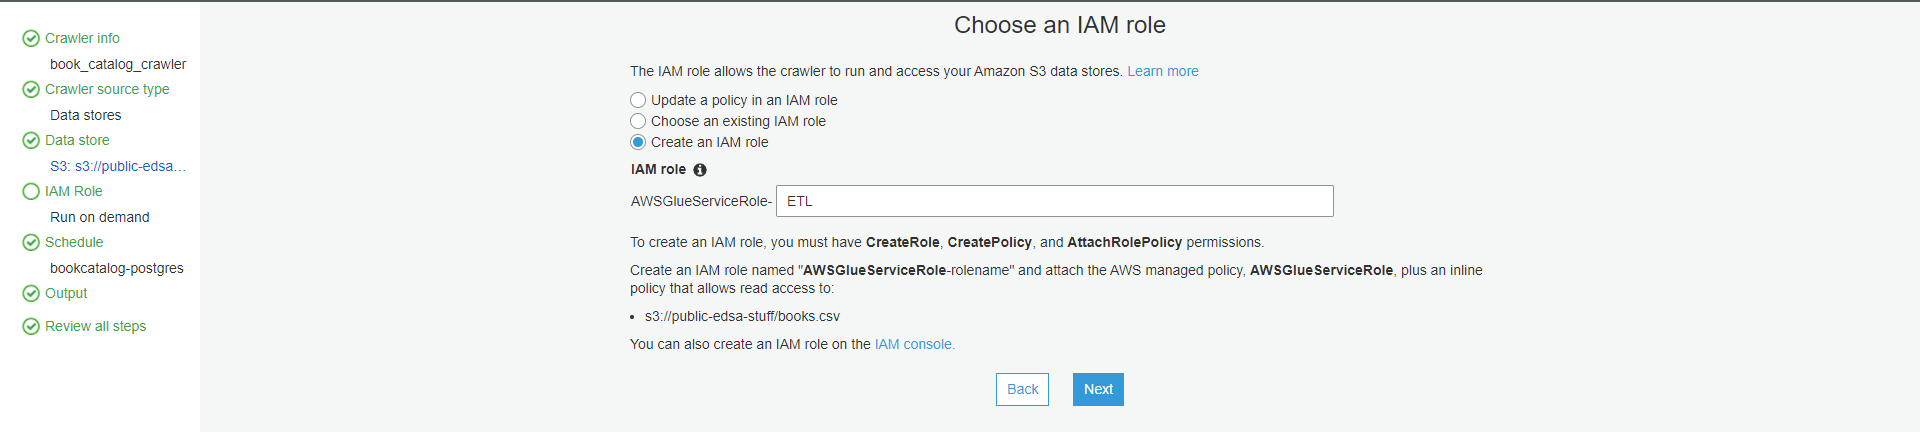 Crawler info
book_catalog_crawler
Crawler source type
Data stores
Data store
S3: s3://public-edsa...
IAM Role
Run on demand
Schedule
bookcatalog-postgres
Output
Review all steps
Choose an IAM role
The IAM role allows the crawler to run and access your Amazon S3 data stores. Learn more
Update a policy in an IAM role
Choose an existing IAM role
Create an IAM role
IAM role
AWSGlueServiceRole- ETL
To create an IAM role, you must have CreateRole, CreatePolicy, and AttachRolePolicy permissions.
Create an IAM role named "AWSGlueServiceRole-rolename" and attach the AWS managed policy, AWSGlueServiceRole, plus an inline
policy that allows read access to:
• s3://public-edsa-stuff/books.csv
You can also create an IAM role on the IAM console.
Back Next